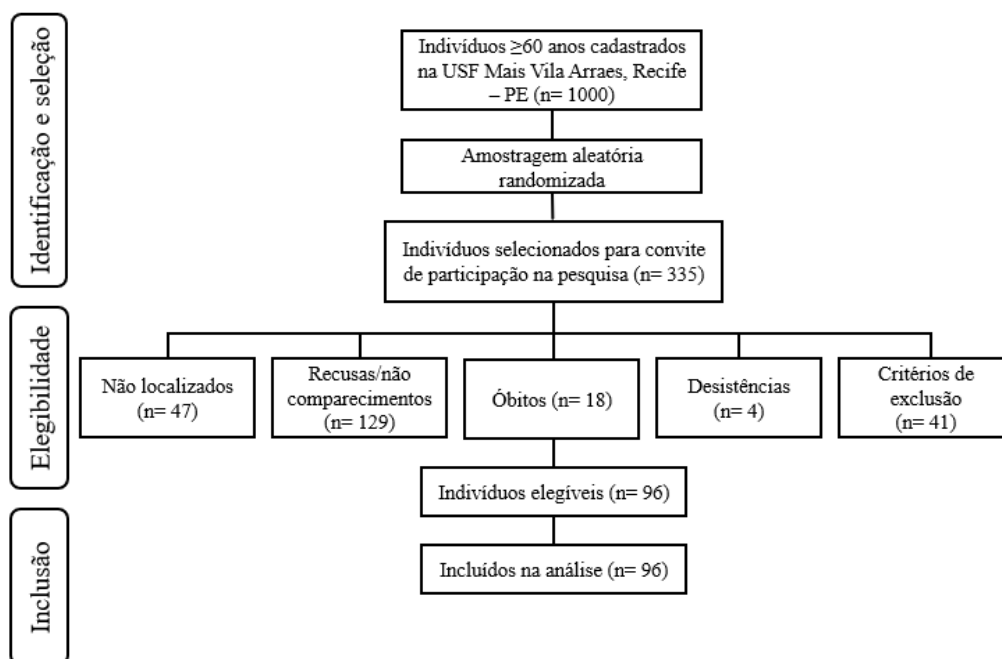 Identificação e seleção
Indivíduos ≥60 anos cadastrados
na USF Mais Vila Arraes, Recife
– PE (n= 1000)
Amostragem aleatória
randomizada
Indivíduos selecionados para convite
de participação na pesquisa (n= 335)
Elegibilidade
Não localizados
(n= 47)
Recusas/não
comparecimentos
(n= 129)
Óbitos (n= 18)
Desistências
(n= 4)
Critérios de
exclusão
(n= 41)
Indivíduos elegíveis (n= 96)
Inclusão
Incluídos na análise (n= 96)